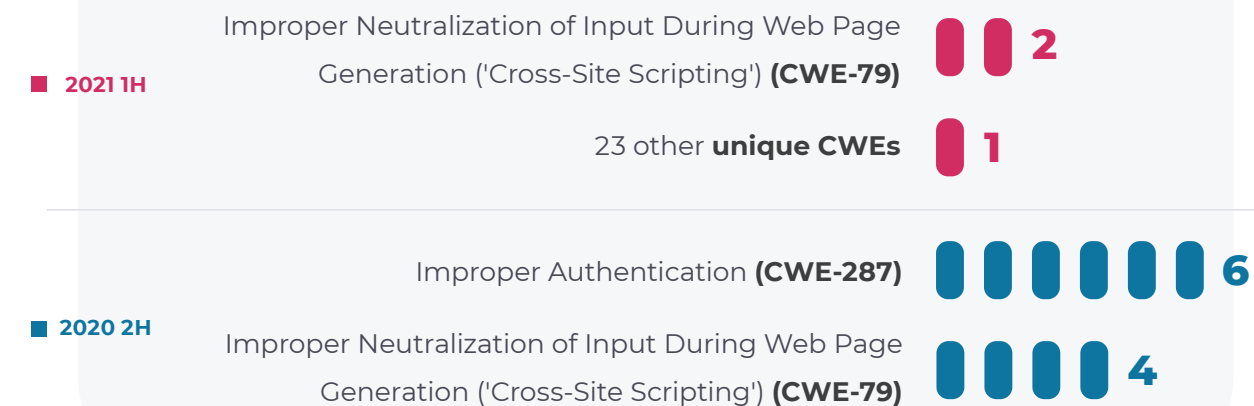 Improper Neutralization of Input During Web Page
Generation ('Cross-Site Scripting') (CWE-79)
2
2021 1H
23 other unique CWEs
1
Improper Authentication (CWE-287)
6
2020 2H
Improper Neutralization of Input During Web Page
Generation ('Cross-Site Scripting') (CWE-79)
4